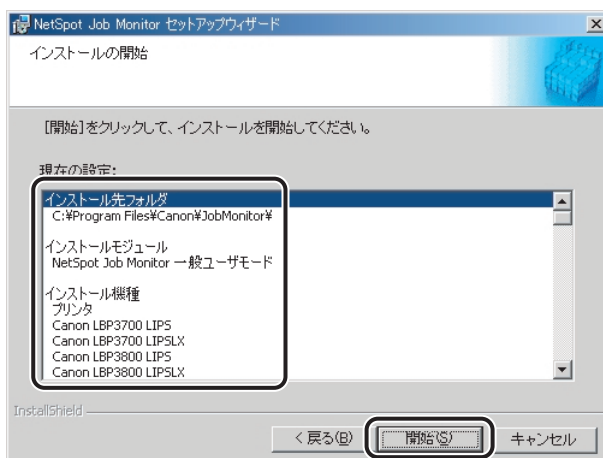 NetSpot Job Monitor セットアップウィザード
インストールの開始
[開始]をクリックして、インストールを開始してください。
現在の設定:
インストール先フォルダ
C:¥Program Files¥Canon¥JobMonitor¥
インストールモジュール
NetSpot Job Monitor 一般ユーザモード
インストール機種
プリンタ
Canon LBP3700 LIPS
Canon LBP3700 LIPSLX
Canon LBP3800 LIPS
Canon LBP3800 LIPSLX
InstallShield
< 戻る(B) 開始(S) キャンセル